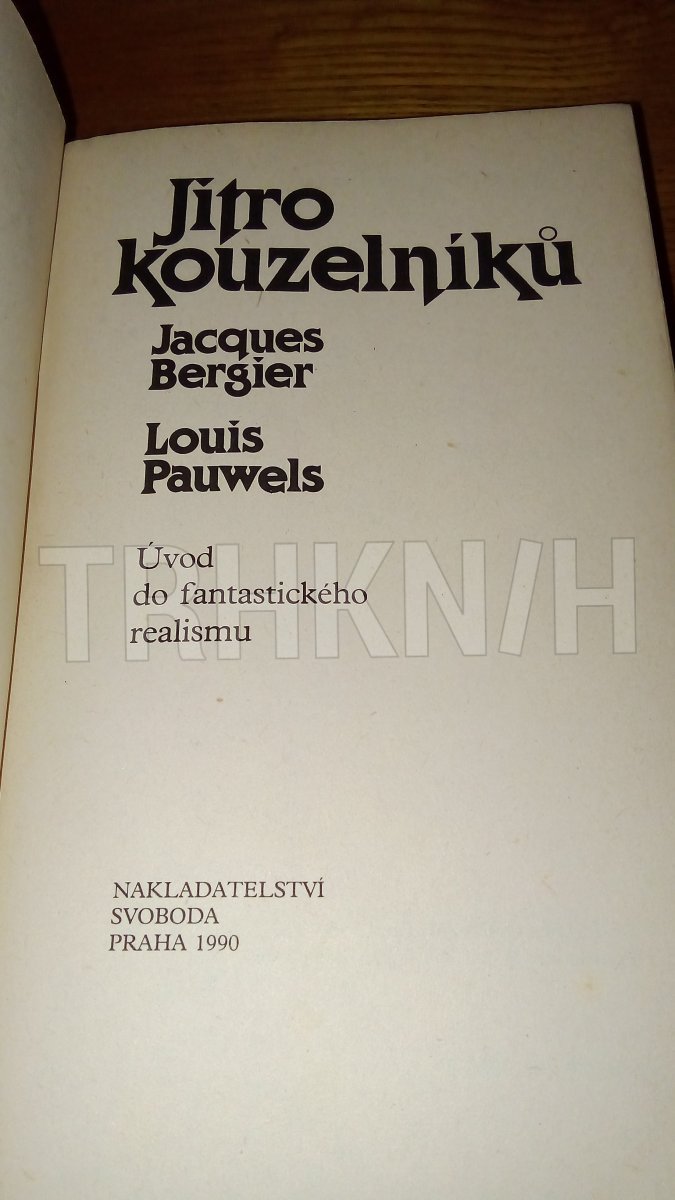 Jitro
kouzelníků
Jacques
Bergier
Louis
Pauwels
Úvod
do fantastického
realismu
TRHKNIH
NAKLADATELSTVÍ
SVOBODA
PRAHA 1990